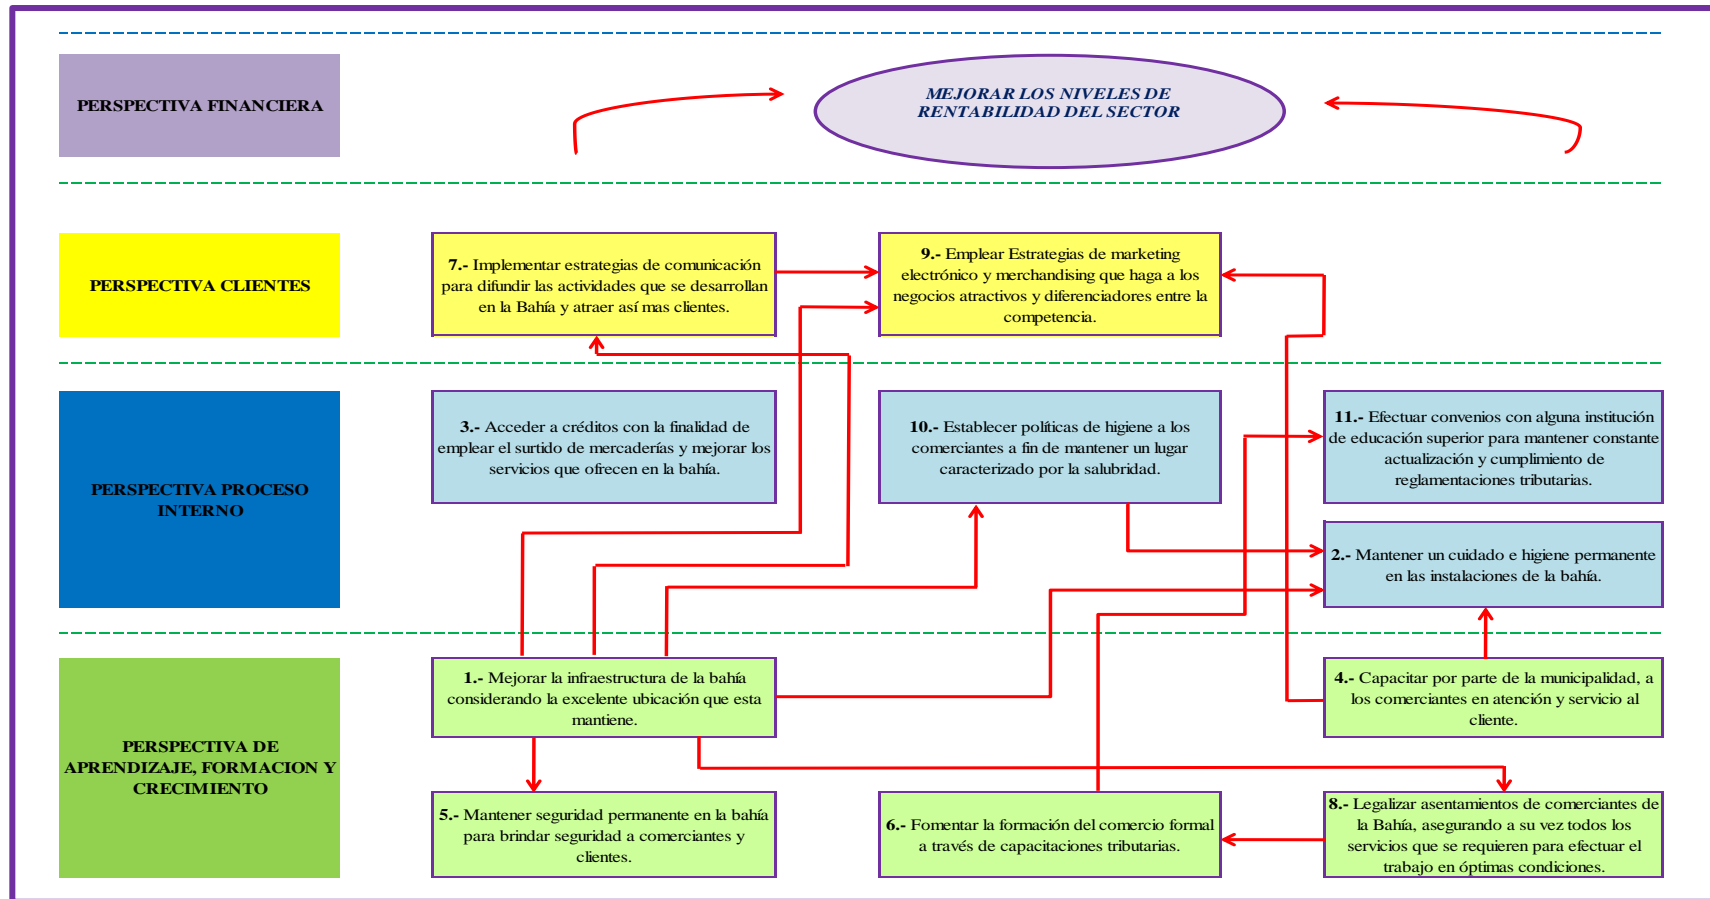 PERSPECTIVA FINANCIERA
MEJORAR LOS NIVELES DE
RENTABILIDAD DEL SECTOR
PERSPECTIVA CLIENTES
7.- Implementar estrategias de comunicación
para difundir las actividades que se desarrollan
en la Bahía y atraer así mas clientes.
9.- Emplear Estrategias de marketing
electrónico y merchandising que haga a los
negocios atractivos y diferenciadores entre la
competencia.
PERSPECTIVA PROCESO
INTERNO
3.- Acceder a créditos con la finalidad de
emplear el surtido de mercaderías y mejorar los
servicios que ofrecen en la bahía.
10.- Establecer políticas de higiene a los
comerciantes a fin de mantener un lugar
caracterizado por la salubridad.
11.- Efectuar convenios con alguna institución
de educación superior para mantener constante
actualización y cumplimiento de
reglamentaciones tributarias.
2.- Mantener un cuidado e higiene permanente
en las instalaciones de la bahía.
PERSPECTIVA DE
APRENDIZAJE, FORMACION Y
CRECIMIENTO
1.- Mejorar la infraestructura de la bahía
considerando la excelente ubicación que esta
mantiene.
4.- Capacitar por parte de la municipalidad, a
los comerciantes en atención y servicio al
cliente.
5.- Mantener seguridad permanente en la bahía
para brindar seguridad a comerciantes y
clientes.
6.- Fomentar la formación del comercio formal
a través de capacitaciones tributarias.
8.- Legalizar asentamientos de comerciantes de
la Bahía, asegurando a su vez todos los
servicios que se requieren para efectuar el
trabajo en óptimas condiciones.